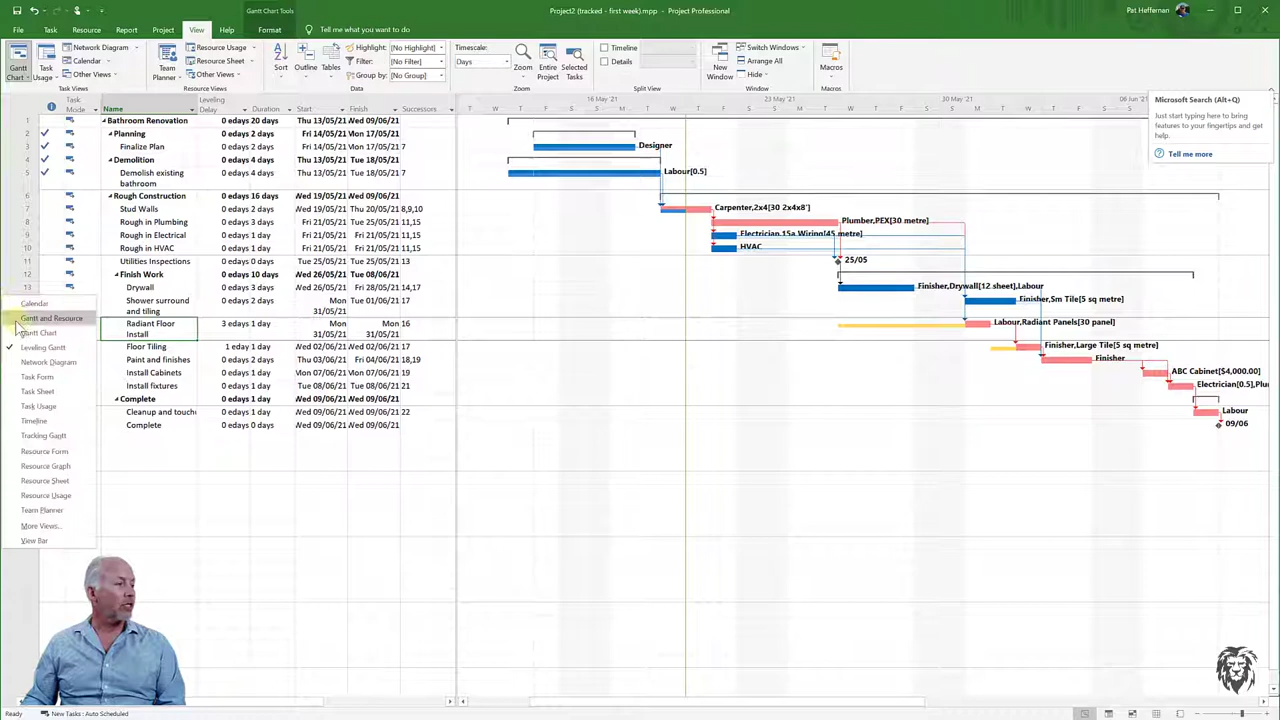 Gantt Chart Tools
Project2 (tracked - first week).mpp - Project Professional
Pat Heffernan
File Task Resource Report Project View Help Format Tell me what you want to do
Gantt Chart
Task Usage
Network Diagram
Calendar
Other Views
Task Views
Team Planner
Resource Usage
Resource Sheet
Other Views
Resource Views
Sort
Outline
Tables
Highlight: [No Highlight]
Filter: [No Filter]
Group by: [No Group]
Data
Timescale:
Days
Zoom
Entire Project
Selected Tasks
Zoom
Timeline
Details
Split View
New Window
Switch Windows
Arrange All
Hide
Window
Macros
Macros
Microsoft Search (Alt+Q)
Just start typing here to bring
features to your fingertips and get
help.
Tell me more
Task Mode Name Leveling Delay Duration Start Finish Successors
16 May '21 23 May '21 30 May '21 06 Jun '21
1 Bathroom Renovation 0 edays 20 days Thu 13/05/21 Wed 09/06/21
2 Planning 0 edays 2 days Fri 14/05/21 Mon 17/05/21
3 Finalize Plan 0 edays 2 days Fri 14/05/21 Mon 17/05/21 7
4 Demolition 0 edays 4 days Thu 13/05/21 Tue 18/05/21
5 Demolish existing bathroom 0 edays 4 days Thu 13/05/21 Tue 18/05/21 7
6 Rough Construction 0 edays 16 days Wed 19/05/21 Wed 09/06/21
7 Stud Walls 0 edays 2 days Wed 19/05/21 Thu 20/05/21 8,9,10
8 Rough in Plumbing 0 edays 3 days Fri 21/05/21 Tue 25/05/21 11,15
9 Rough in Electrical 0 edays 1 day Fri 21/05/21 Fri 21/05/21 11,15
10 Rough in HVAC 0 edays 1 day Fri 21/05/21 Fri 21/05/21 11,15
11 Utilities Inspections 0 edays 0 days Tue 25/05/21 Tue 25/05/21 13
12 Finish Work 0 edays 10 days Wed 26/05/21 Tue 08/06/21
13 Drywall 0 edays 3 days Wed 26/05/21 Fri 28/05/21 14,17
Shower surround and tiling 0 edays 2 days Mon 31/05/21 Tue 01/06/21 17
Radiant Floor Install 3 edays 1 day Mon 31/05/21 Mon 31/05/21 16
Floor Tiling 1 eday 1 day Wed 02/06/21 Wed 02/06/21 17
Paint and finishes 0 edays 2 days Thu 03/06/21 Fri 04/06/21 18,19
Install Cabinets 0 edays 1 day Mon 07/06/21 Mon 07/06/21 19
Install fixtures 0 edays 1 day Tue 08/06/21 Tue 08/06/21 21
Complete 0 edays 1 day Wed 09/06/21 Wed 09/06/21
Cleanup and touch 0 edays 1 day Wed 09/06/21 Wed 09/06/21 22
Complete 0 edays 0 days Wed 09/06/21 Wed 09/06/21
Designer
Labour[0.5]
Carpenter,2x4[30 2x4x8']
Plumber,PEX[30 metre]
Electrician,15a Wiring[45 metre]
HVAC
25/05
Finisher,Drywall[12 sheet],Labour
Finisher,Sm Tile[5 sq metre]
Labour,Radiant Panels[30 panel]
Finisher,Large Tile[5 sq metre]
Finisher
ABC Cabinet[$4,000.00]
Electrician[0.5],Plu
Labour
09/06
Calendar
Gantt and Resource
Gantt Chart
Leveling Gantt
Network Diagram
Task Form
Task Sheet
Task Usage
Timeline
Tracking Gantt
Resource Form
Resource Graph
Resource Sheet
Resource Usage
Team Planner
More Views...
View Bar
Ready New Tasks : Auto Scheduled